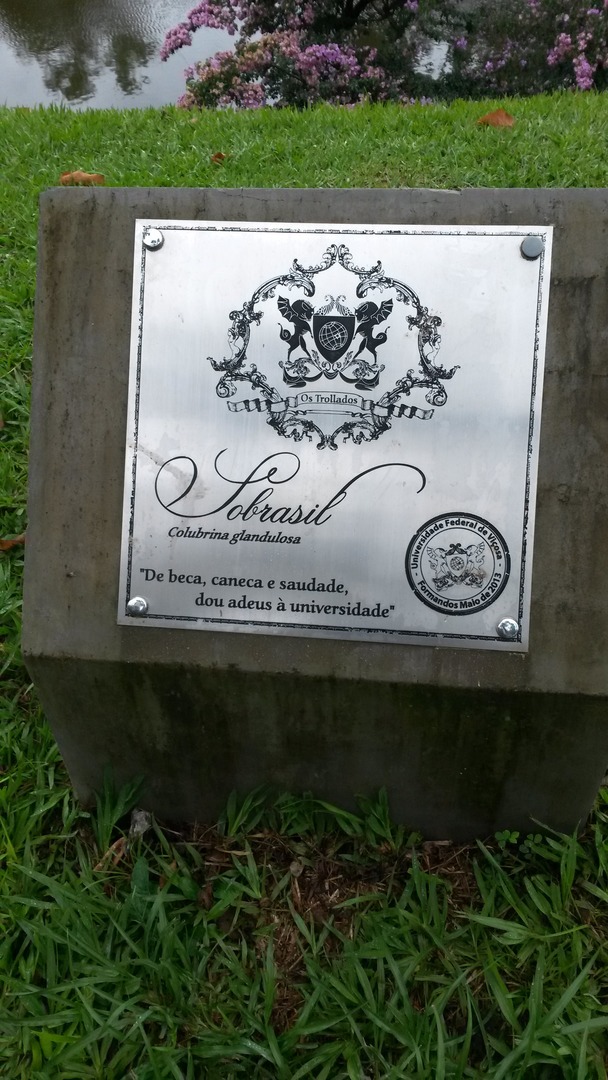 Os Trollados
Sobrasil
Colubrina glandulosa
"De beca, caneca e saudade,
dou adeus à universidade"
- Universidade Federal de Viçosa -
Formandos Maio de 2013